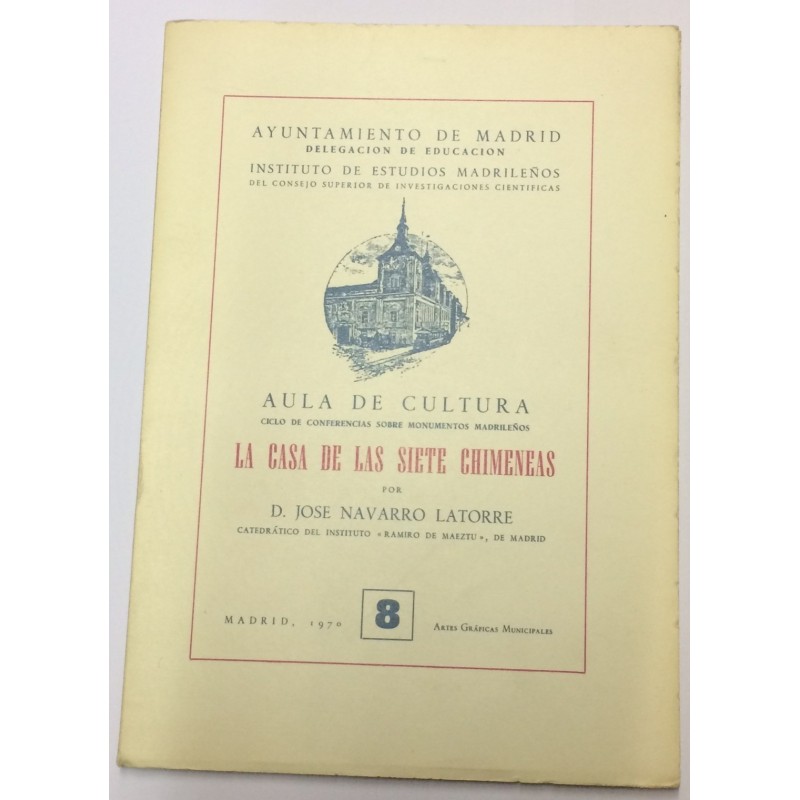 AYUNTAMIENTO DE MADRID
DELEGACION DE EDUCACION
INSTITUTO DE ESTUDIOS MADRILEÑOS
DEL CONSEJO SUPERIOR DE INVESTIGACIONES CIENTIFICAS
AULA DE CULTURA
CICLO DE CONFERENCIAS SOBRE MONUMENTOS MADRILEÑOS
LA CASA DE LAS SIETE CHIMENEAS
POR
D. JOSE NAVARRO LATORRE
CATEDRÁTICO DEL INSTITUTO «RAMIRO DE MAEZTU», DE MADRID
MADRID, 1970 8 ARTES GRÁFICAS MUNICIPALES